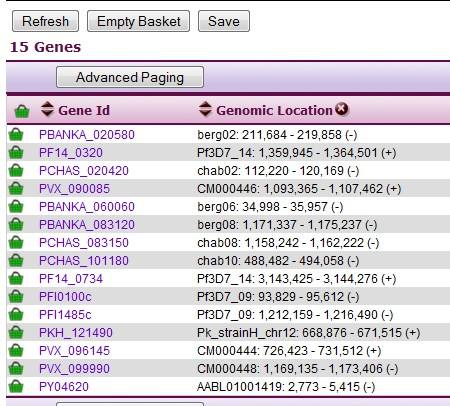 Refresh Empty Basket Save
15 Genes
Advanced Paging
Gene Id Genomic Location
PBANKA_020580 berg02: 211,684 - 219,858 (-)
PF14_0320 Pf3D7_14: 1,359,945 - 1,364,501 (+)
PCHAS_020420 chab02: 112,220 - 120,169 (-)
PVX_090085 CM000446: 1,093,365 - 1,107,462 (+)
PBANKA_060060 berg06: 34,998 - 35,957 (-)
PBANKA_083120 berg08: 1,171,337 - 1,175,237 (-)
PCHAS_083150 chab08: 1,158,242 - 1,162,222 (-)
PCHAS_101180 chab10: 488,482 - 494,058 (-)
PF14_0734 Pf3D7_14: 3,143,425 - 3,144,276 (+)
PFI0100c Pf3D7_09: 93,829 - 95,612 (-)
PFI1485c Pf3D7_09: 1,212,159 - 1,216,490 (-)
PKH_121490 Pk_strainH_chr12: 668,876 - 671,515 (+)
PVX_096145 CM000444: 726,423 - 731,512 (+)
PVX_099990 CM000448: 1,169,135 - 1,173,406 (-)
PY04620 AABL01001419: 2,773 - 5,415 (-)